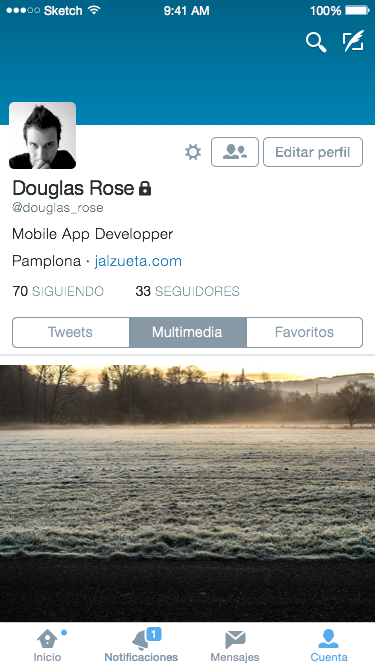 Sketch 9:41 AM 100%
Editar perfil
Douglas Rose
@douglas_rose
Mobile App Developper
Pamplona · jalzueta.com
70 SIGUIENDO 33 SEGUIDORES
Tweets Multimedia Favoritos
1
Inicio Notificaciones Mensajes Cuenta